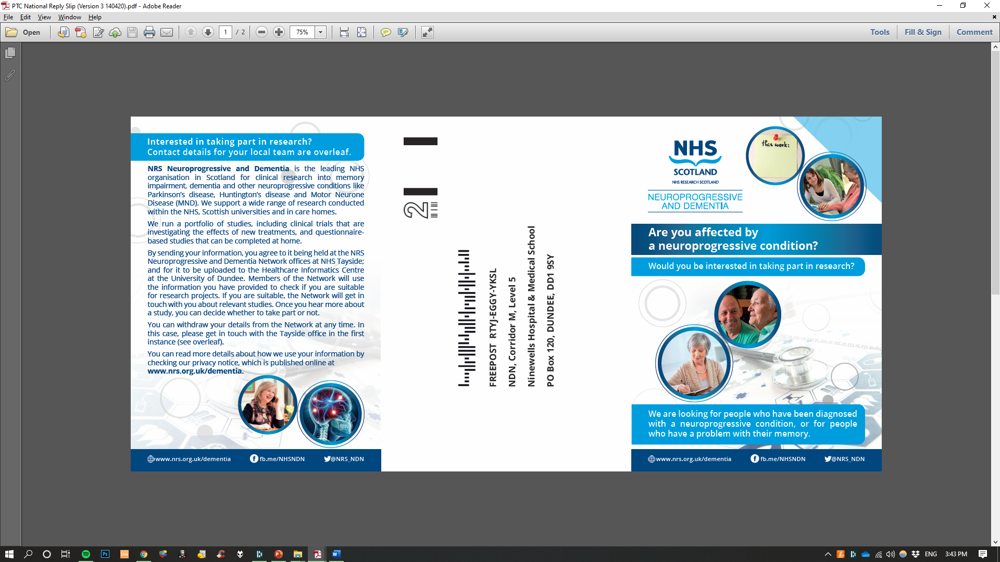 PTC National Reply Slip (Version 3 140420).pdf - Adobe Reader
File Edit View Window Help
Open 1 / 2 75% Tools Fill & Sign Comment
Interested in taking part in research?
Contact details for your local team are overleaf.
NRS Neuroprogressive and Dementia is the leading NHS
organisation in Scotland for clinical research into memory
impairment, dementia and other neuroprogressive conditions like
Parkinson's disease, Huntington's disease and Motor Neurone
Disease (MND). We support a wide range of research conducted
within the NHS, Scottish universities and in care homes.
We run a portfolio of studies, including clinical trials that are
investigating the effects of new treatments, and questionnaire-
based studies that can be completed at home.
By sending your information, you agree to it being held at the NRS
Neuroprogressive and Dementia Network offices at NHS Tayside;
and for it to be uploaded to the Healthcare Informatics Centre
at the University of Dundee. Members of the Network will use
the information you have provided to check if you are suitable
for research projects. If you are suitable, the Network will get in
touch with you about relevant studies. Once you hear more about
a study, you can decide whether to take part or not.
You can withdraw your details from the Network at any time. In
this case, please get in touch with the Tayside office in the first
instance (see overleaf).
You can read more details about how we use your information by
checking our privacy notice, which is published online at
www.nrs.org.uk/dementia.
www.nrs.org.uk/dementia fb.me/NHSNDN @NRS_NDN
2
FREEPOST RTYJ-EGGY-YKSL
NDN, Corridor M, Level 5
Ninewells Hospital & Medical School
PO Box 120, DUNDEE, DD1 9SY
NHS
SCOTLAND
NHS RESEARCH SCOTLAND
NEUROPROGRESSIVE
AND DEMENTIA
this week:
Are you affected by
a neuroprogressive condition?
Would you be interested in taking part in research?
We are looking for people who have been diagnosed
with a neuroprogressive condition, or for people
who have a problem with their memory.
www.nrs.org.uk/dementia fb.me/NHSNDN @NRS_NDN
Ps live ENG 3:43 PM